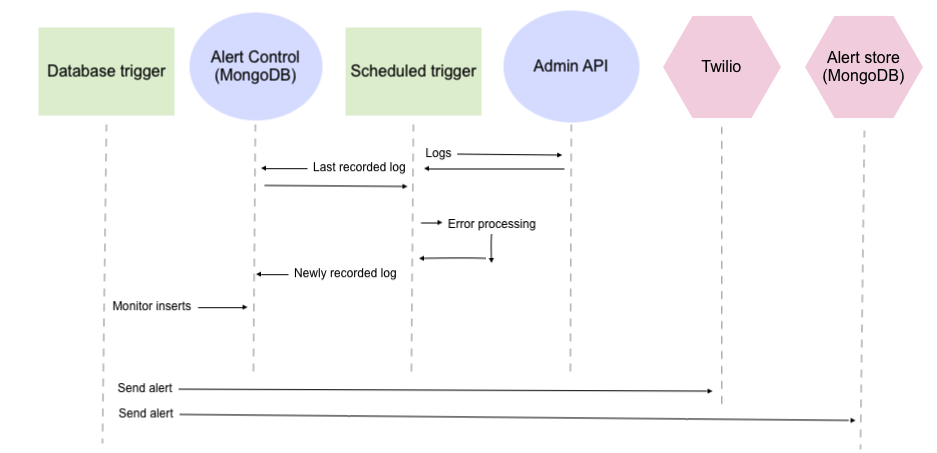 Database trigger
Alert Control
(MongoDB)
Scheduled trigger
Admin API
Twilio
Alert store
(MongoDB)
Logs
Last recorded log
Error processing
Newly recorded log
Monitor inserts
Send alert
Send alert